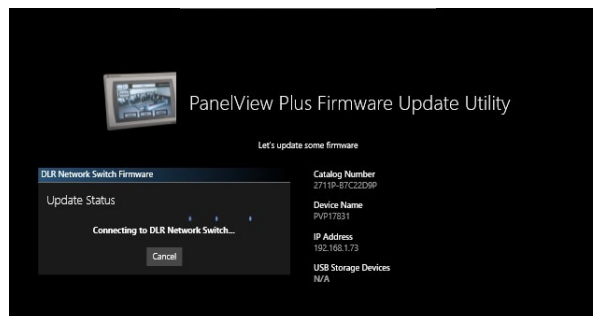 PanelView Plus Firmware Update Utility
Let's update some firmware
DLR Network Switch Firmware
Update Status
Connecting to DLR Network Switch...
Cancel
Catalog Number
2711P-B7C22D9P
Device Name
PVP17831
IP Address
192.168.1.73
USB Storage Devices
N/A